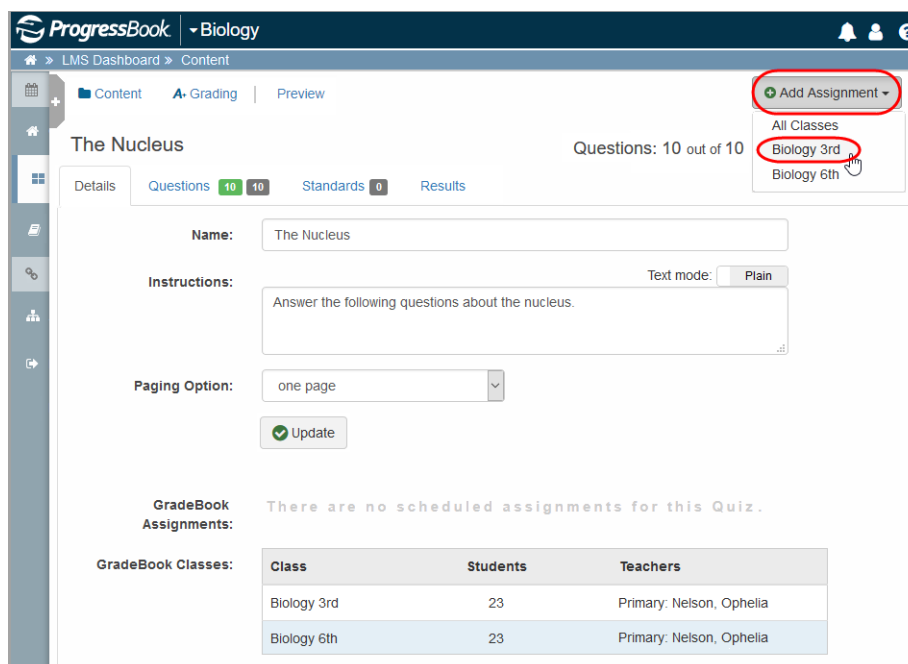 ProgressBook Biology
» LMS Dashboard » Content
Content A+ Grading Preview Add Assignment
All Classes
The Nucleus Questions: 10 out of 10 Biology 3rd
Biology 6th
Details Questions 10 10 Standards 0 Results
Name: The Nucleus
Text mode: Plain
Instructions:
Answer the following questions about the nucleus.
Paging Option: one page
Update
GradeBook Assignments: There are no scheduled assignments for this Quiz.
GradeBook Classes: Class Students Teachers
Biology 3rd 23 Primary: Nelson, Ophelia
Biology 6th 23 Primary: Nelson, Ophelia